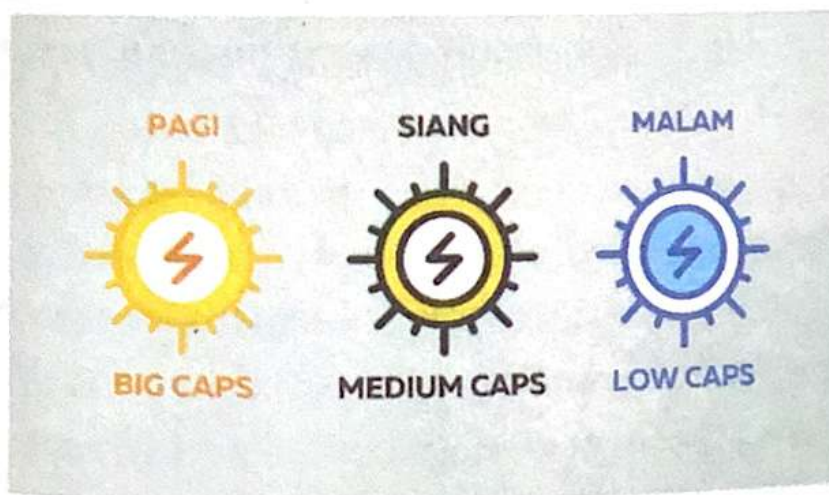 PAGI
SIANG
MALAM
BIG CAPS
MEDIUM CAPS
LOW CAPS